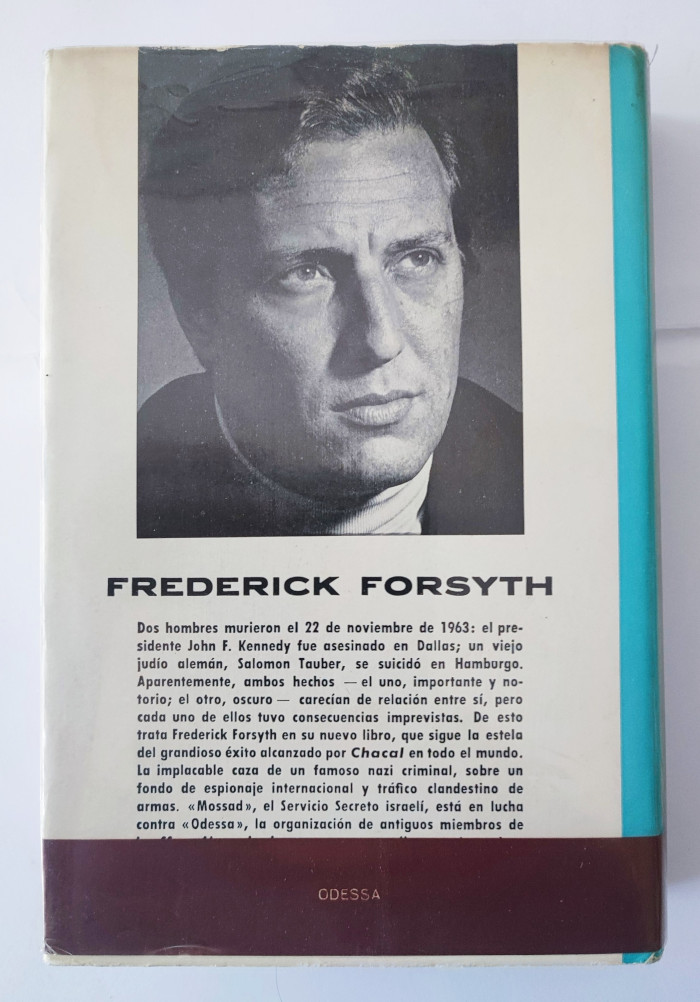 FREDERICK FORSYTH
Dos hombres murieron el 22 de noviembre de 1963: el pre-
sidente John F. Kennedy fue asesinado en Dallas; un viejo
judío alemán, Salomon Tauber, se suicidó en Hamburgo.
Aparentemente, ambos hechos — el uno, importante y no-
torio; el otro, oscuro — carecían de relación entre sí, pero
cada uno de ellos tuvo consecuencias imprevistas. De esto
trata Frederick Forsyth en su nuevo libro, que sigue la estela
del grandioso éxito alcanzado por Chacal en todo el mundo.
La implacable caza de un famoso nazi criminal, sobre un
fondo de espionaje internacional y tráfico clandestino de
armas. «Mossad», el Servicio Secreto israelí, está en lucha
contra «Odessa», la organización de antiguos miembros de
ODESSA